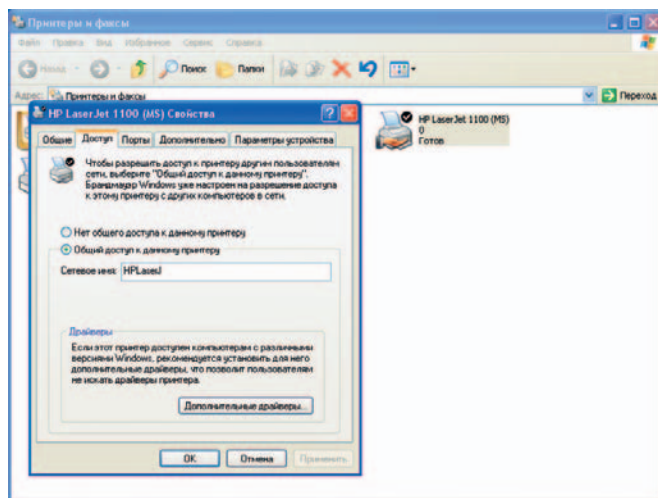 Принтеры и факсы
Файл Правка Вид Избранное Сервис Справка
Назад Поиск Папки
Адрес: Принтеры и факсы Переход
HP LaserJet 1100 (MS) Свойства
Общие Доступ Порты Дополнительно Параметры устройства
Чтобы разрешить доступ к принтеру другим пользователям
сети, выберите "Общий доступ к данному принтеру".
Брандмауэр Windows уже настроен на разрешение доступа
к этому принтеру с других компьютеров в сети.
Нет общего доступа к данному принтеру
Общий доступ к данному принтеру
Сетевое имя: HPLaserJ
Драйверы
Если этот принтер доступен компьютерам с различными
версиями Windows, рекомендуется установить для него
дополнительные драйверы, что позволит пользователям
не искать драйверы принтера.
Дополнительные драйверы...
OK Отмена Применить
HP LaserJet 1100 (MS)
0
Готов